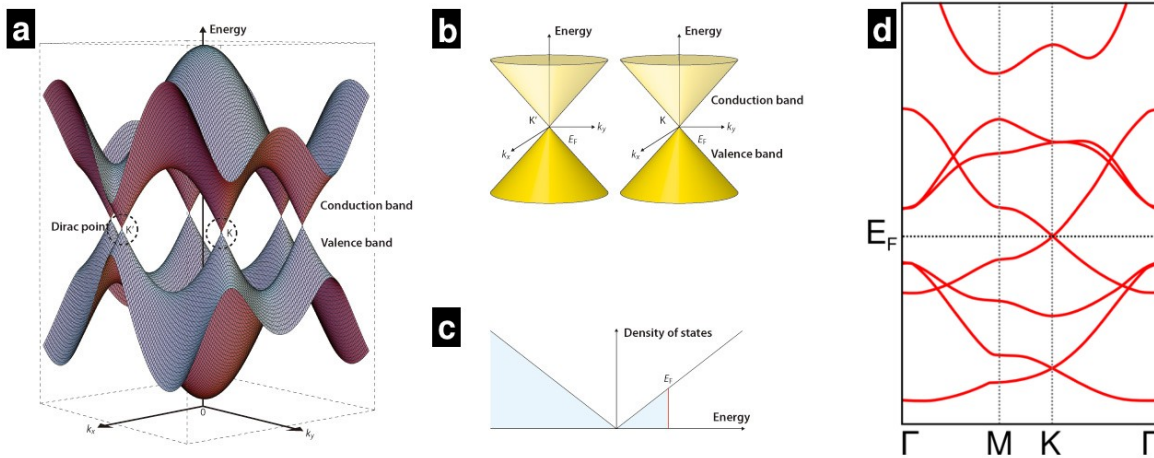 a
Energy
Dirac point
K'
K
Conduction band
Valence band
0
kx
ky
b
Energy
Energy
K'
EF
ky
kx
K
EF
ky
kx
Conduction band
Valence band
c
Density of states
EF
Energy
d
EF
Γ M K Γ